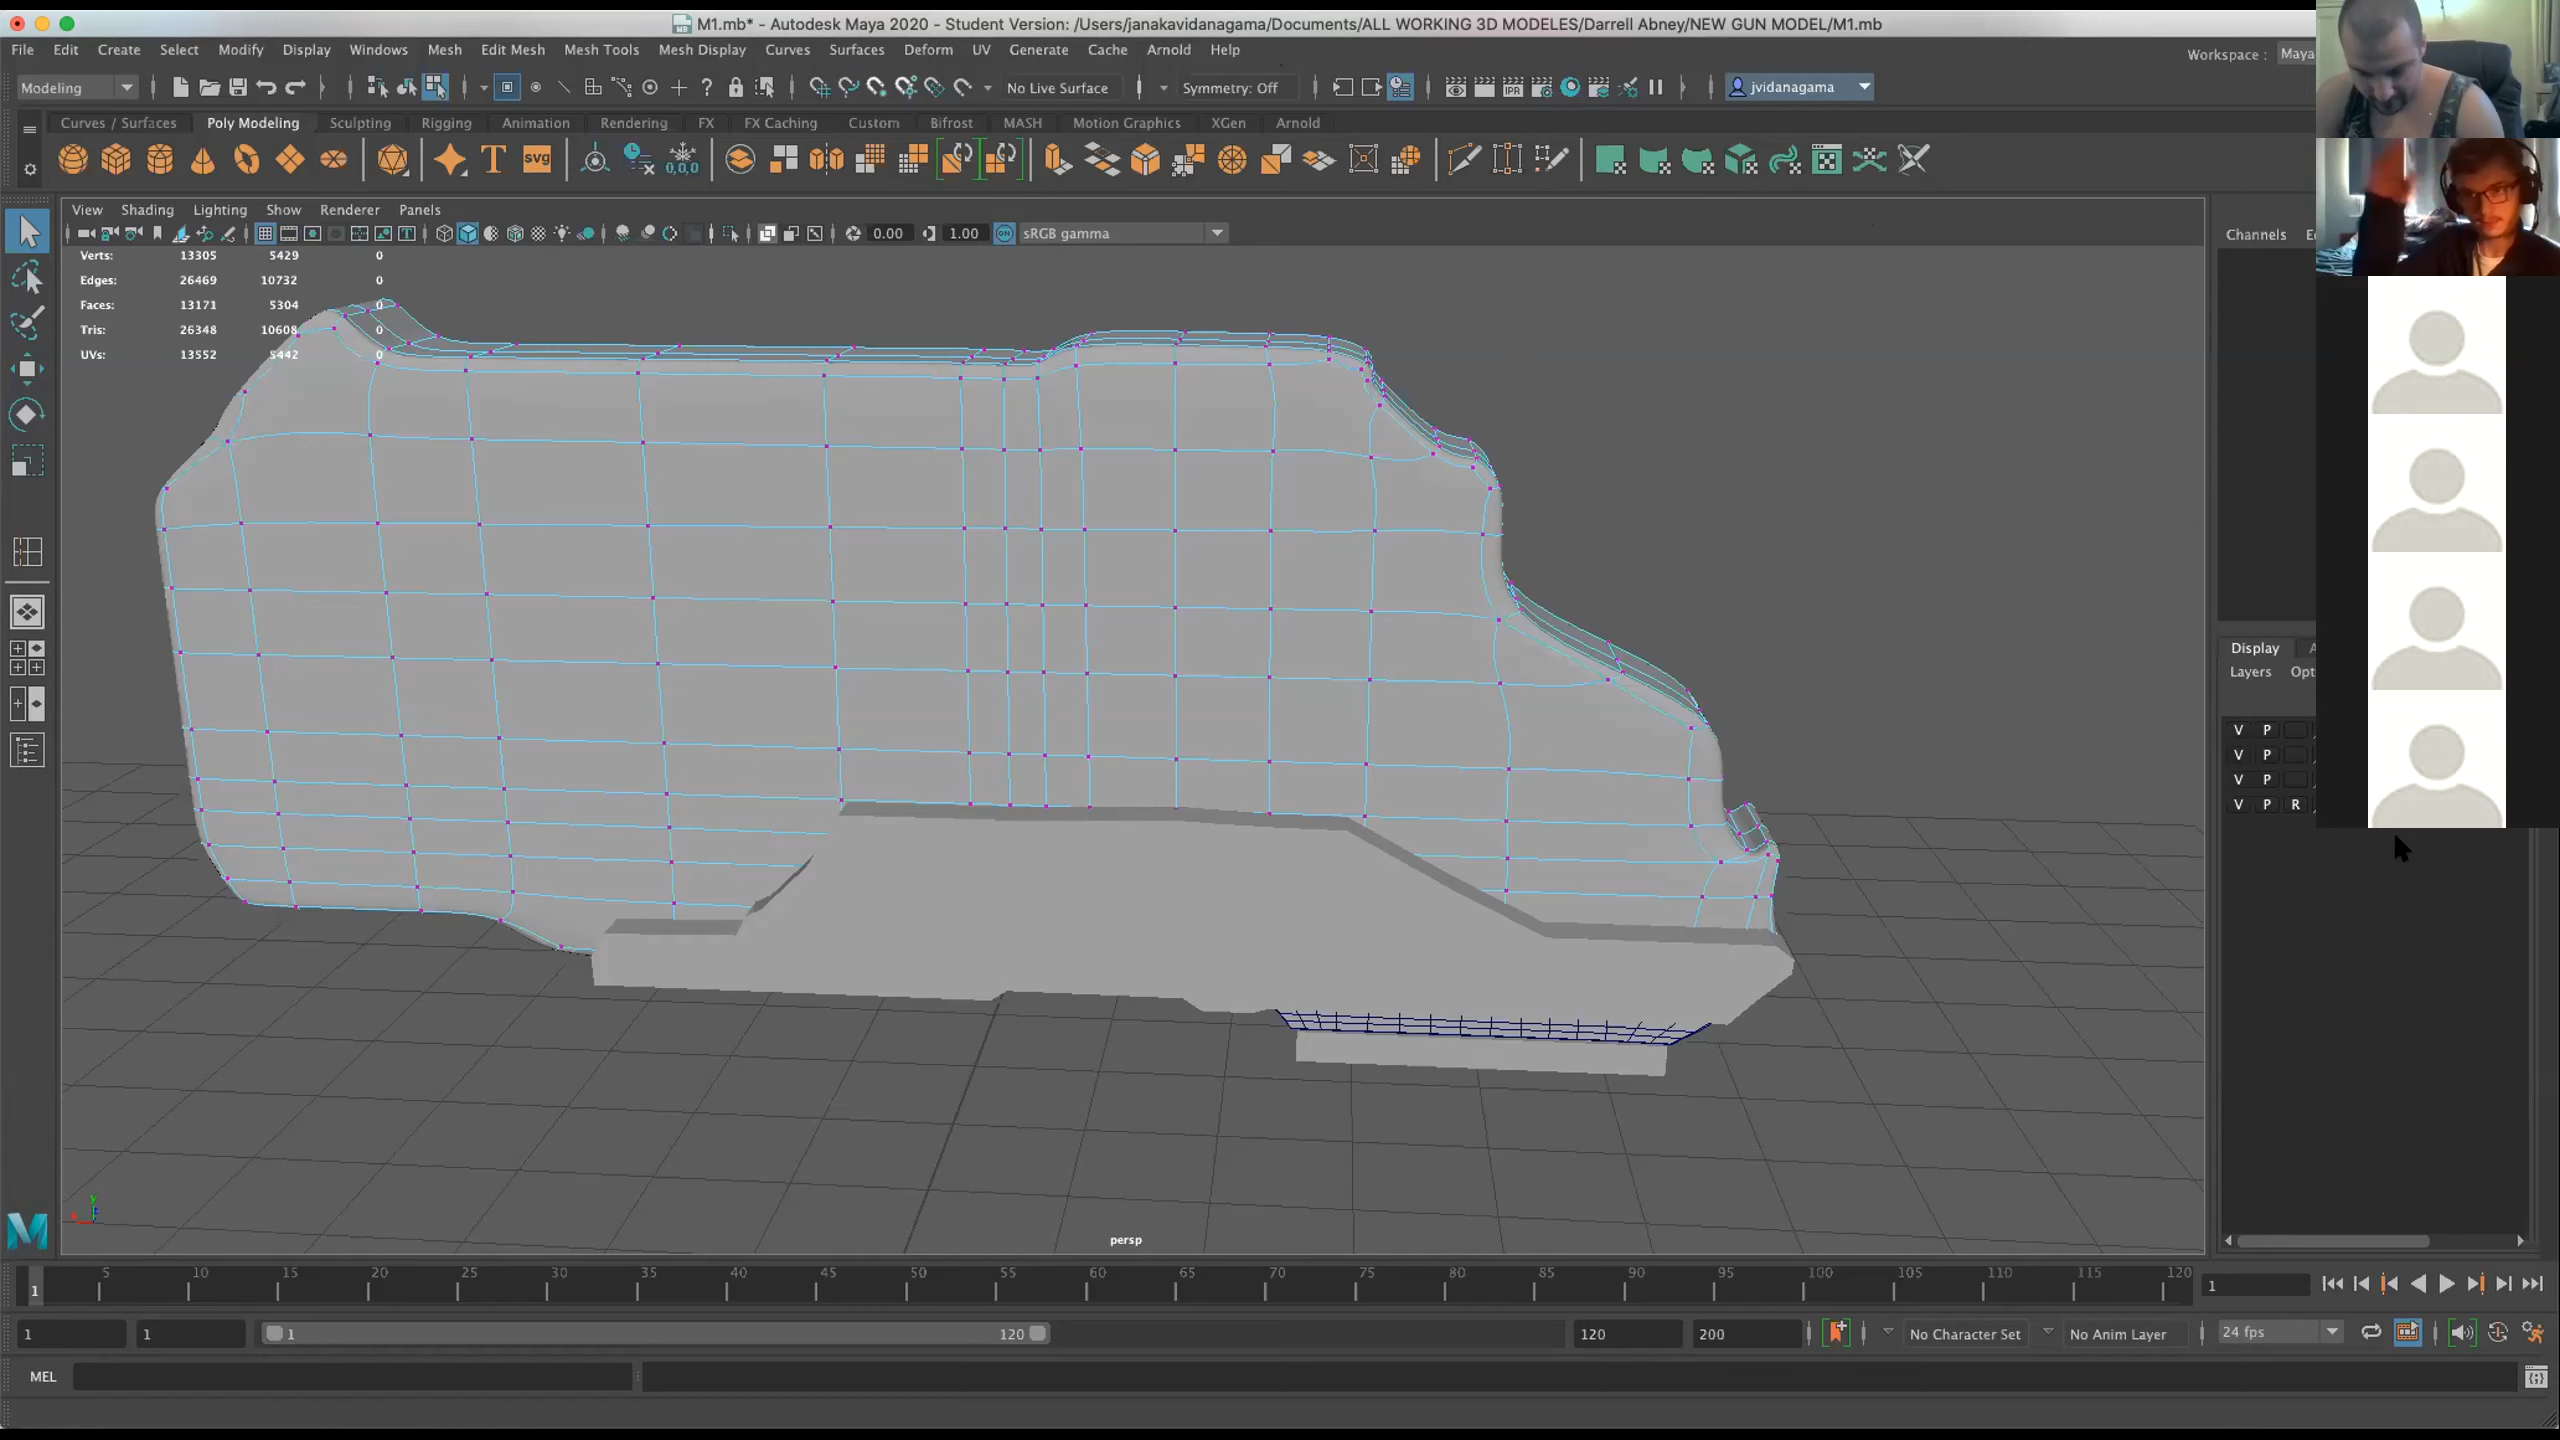 M1.mb* - Autodesk Maya 2020 - Student Version: /Users/janakavidanagama/Documents/ALL WORKING 3D MODELES/Darrell Abney/NEW GUN MODEL/M1.mb
File Edit Create Select Modify Display Windows Mesh Edit Mesh Mesh Tools Mesh Display Curves Surfaces Deform UV Generate Cache Arnold Help
Workspace : Maya
Modeling No Live Surface Symmetry: Off IPR jvidanagama
Curves / Surfaces Poly Modeling Sculpting Rigging Animation Rendering FX FX Caching Custom Bifrost MASH Motion Graphics XGen Arnold
T svg 0,0,0
View Shading Lighting Show Renderer Panels
0.00 1.00 ON sRGB gamma
Channels
Verts: 13305 5429 0
Edges: 26469 10732 0
Faces: 13171 5304 0
Tris: 26348 10608 0
UVs: 13552 5442 0
Display
Layers
V P
V P
V P
V P R
persp
5 10 15 20 25 30 35 40 45 50 55 60 65 70 75 80 85 90 95 100 105 110 115 120
1 1
1 1 1 120 120 200 No Character Set No Anim Layer 24 fps
MEL